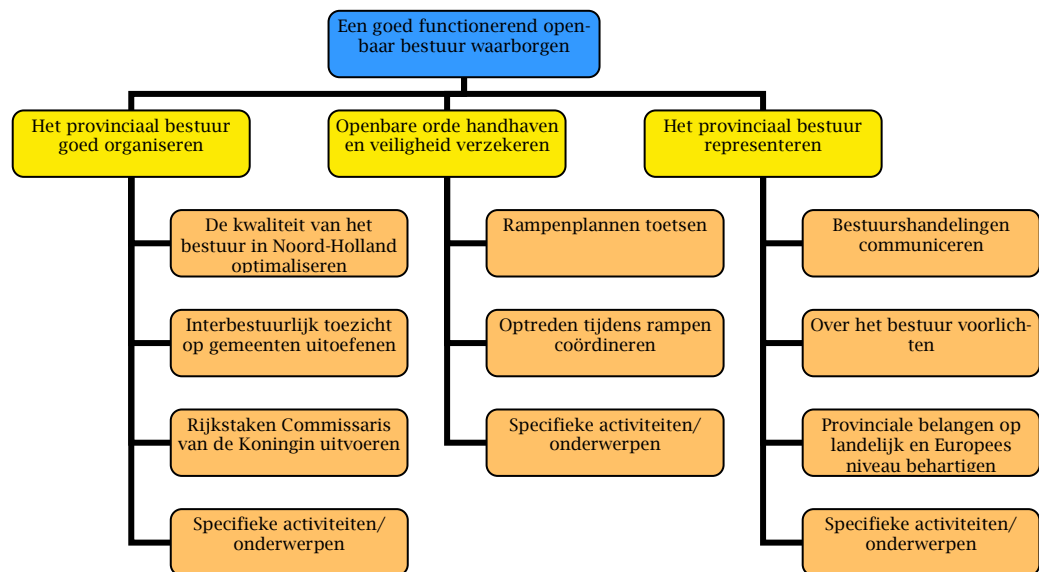 Een goed functionerend open-
baar bestuur waarborgen
Het provinciaal bestuur
goed organiseren
Openbare orde handhaven
en veiligheid verzekeren
Het provinciaal bestuur
representeren
De kwaliteit van het
bestuur in Noord-Holland
optimaliseren
Interbestuurlijk toezicht
op gemeenten uitoefenen
Rijkstaken Commissaris
van de Koningin uitvoeren
Specifieke activiteiten/
onderwerpen
Rampenplannen toetsen
Optreden tijdens rampen
coördineren
Specifieke activiteiten/
onderwerpen
Bestuurshandelingen
communiceren
Over het bestuur voorlich-
ten
Provinciale belangen op
landelijk en Europees
niveau behartigen
Specifieke activiteiten/
onderwerpen